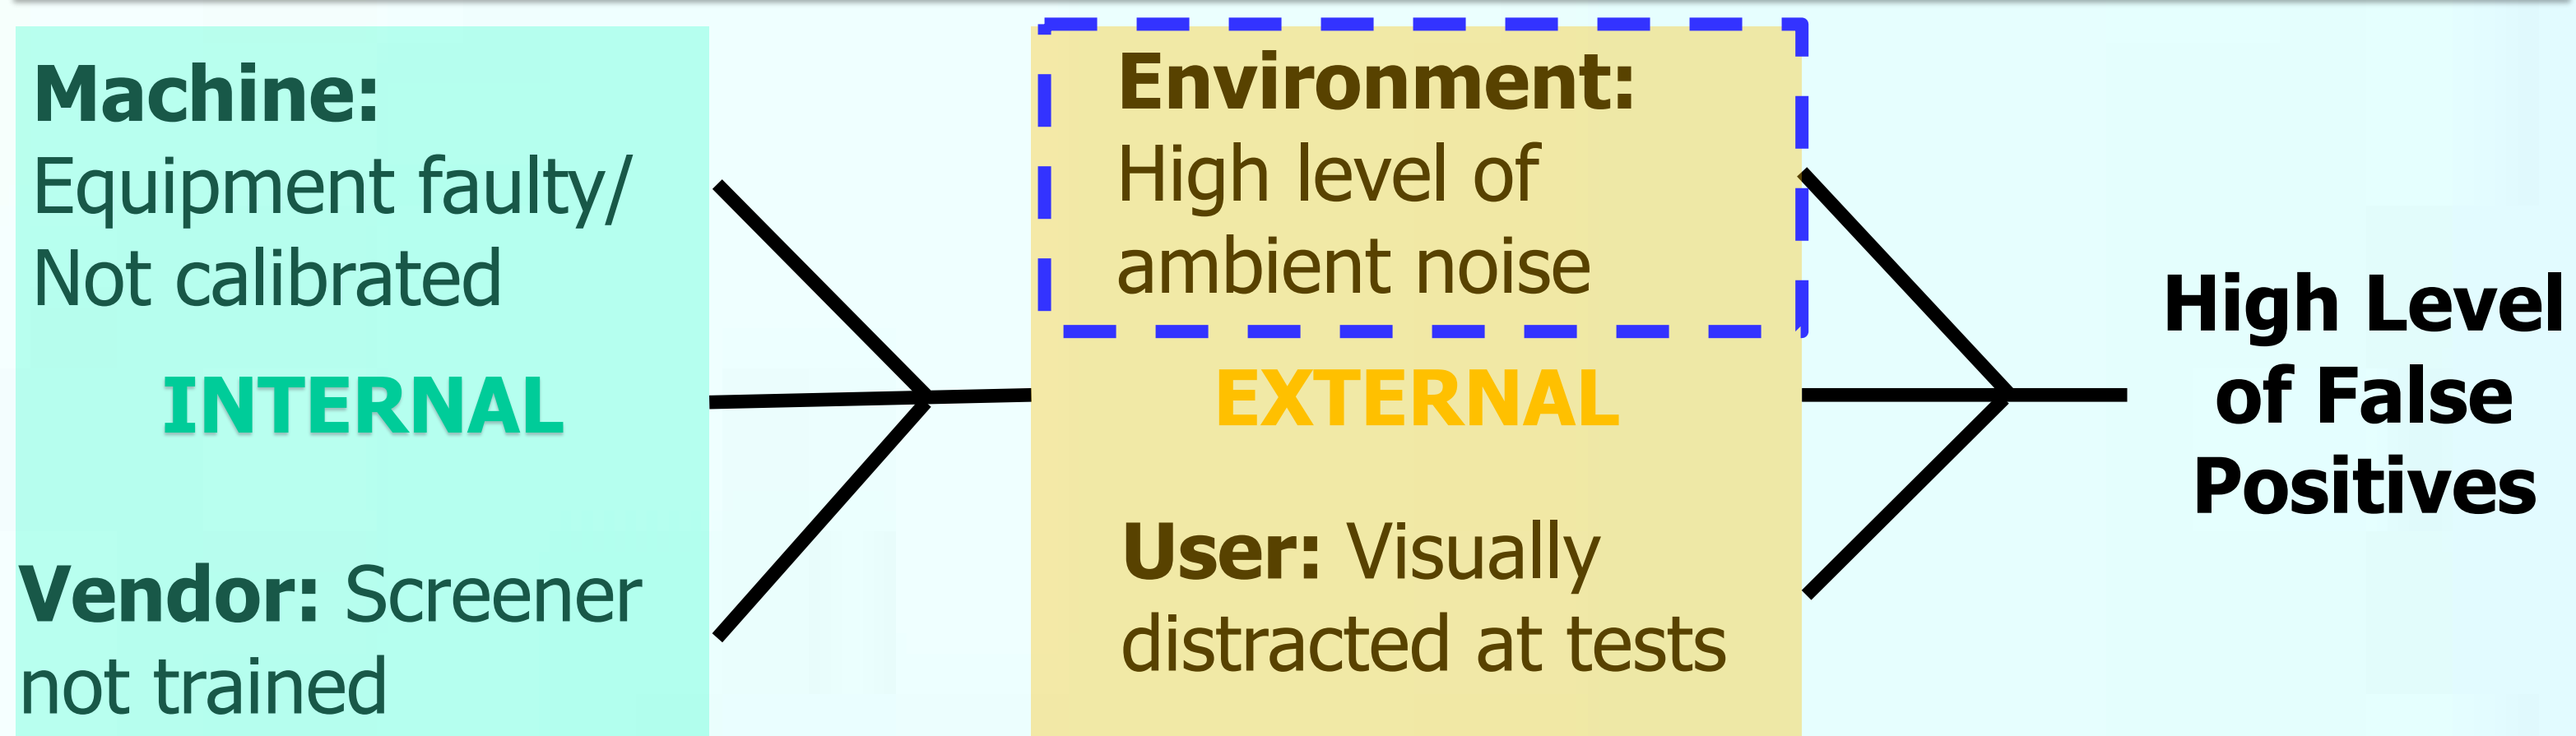 Machine:
Equipment faulty/
Not calibrated
INTERNAL
Vendor: Screener
not trained
Environment:
High level of
ambient noise
EXTERNAL
User: Visually
distracted at tests
High Level
of False
Positives